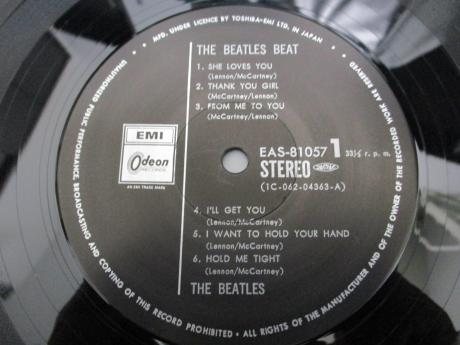 MFD. UNDER LICENCE BY TOSHIBA-EMI LTD. IN JAPAN
UNAUTHORIZED PUBLIC PERFORMANCE, BROADCASTING AND COPYING OF THIS RECORD PROHIBITED • ALL RIGHTS OF THE MANUFACTURER AND OF THE OWNER OF THE RECORDED WORK ARE RESERVED
THE BEATLES BEAT
1. SHE LOVES YOU
(Lennon/McCartney)
2. THANK YOU GIRL
(McCartney/Lennon)
3. FROM ME TO YOU
(McCartney/Lennon)
EMI
Odeon
RECORDS
AN EMI TRADE MARK
EAS-81057 1 33⅓ r. p. m.
STEREO
(1C-062-04363-A)
4. I'LL GET YOU
(Lennon/McCartney)
5. I WANT TO HOLD YOUR HAND
(Lennon/McCartney)
6. HOLD ME TIGHT
(Lennon/McCartney)
THE BEATLES